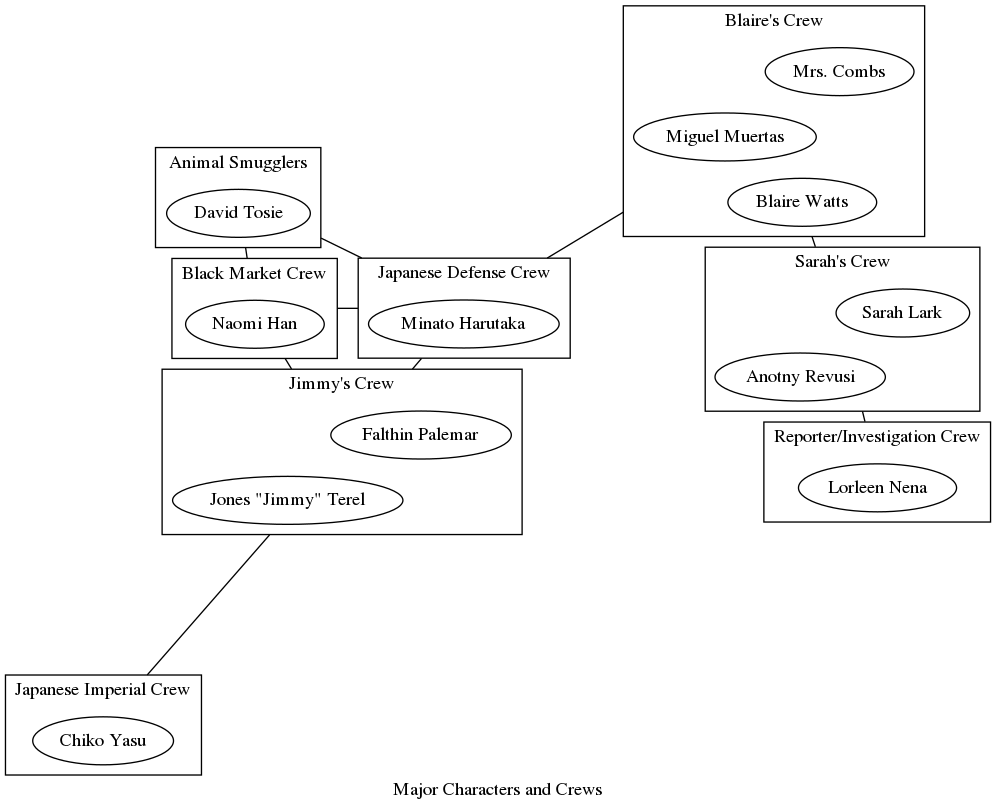 Blaire's Crew
Mrs. Combs
Miguel Muertas
Blaire Watts
Animal Smugglers
David Tosie
Black Market Crew
Naomi Han
Japanese Defense Crew
Minato Harutaka
Sarah's Crew
Sarah Lark
Anotny Revusi
Jimmy's Crew
Falthin Palemar
Jones "Jimmy" Terel
Reporter/Investigation Crew
Lorleen Nena
Japanese Imperial Crew
Chiko Yasu
Major Characters and Crews